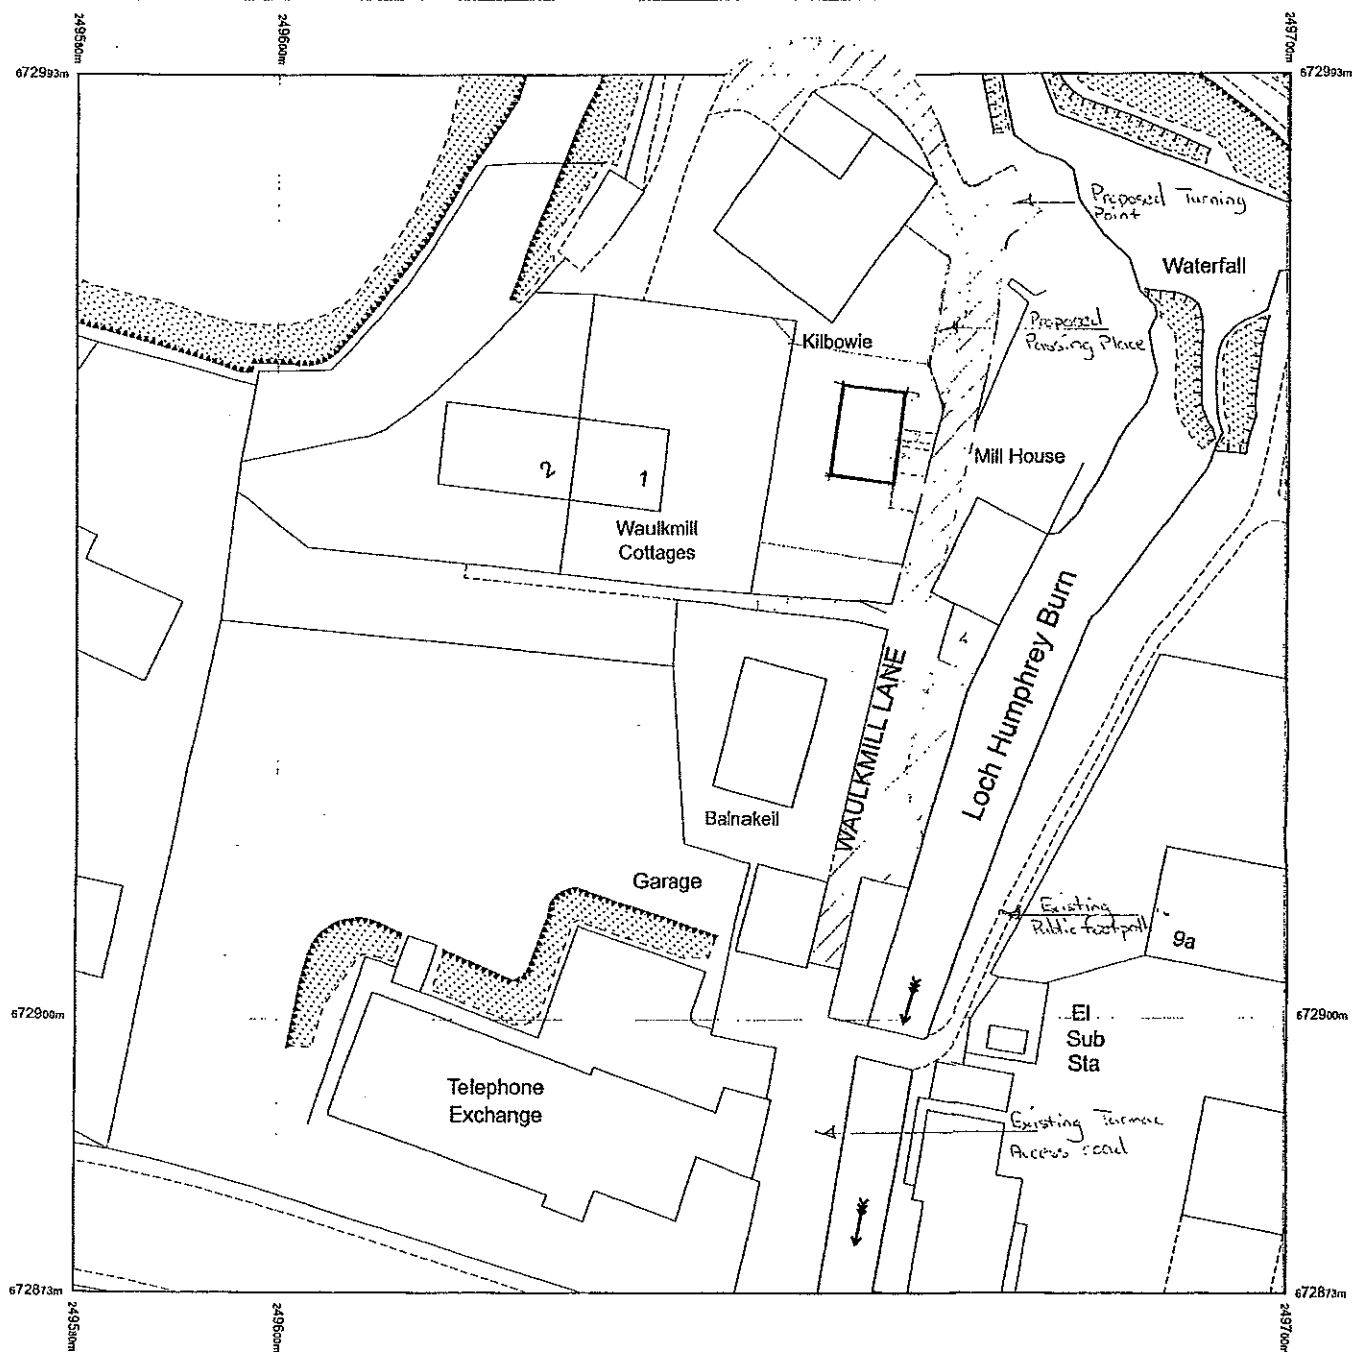 249580m
249600m
249700m
672993m
672993m
Proposed Turning
Point
Waterfall
Proposed
Passing Place
Kilbowie
Mill House
2
1
Waulkmill
Cottages
Loch Humphrey Burn
WAULKMILL LANE
Balnakeil
Garage
Existing
Public footpath
9a
672900m
672900m
El
Sub
Sta
Telephone
Exchange
Existing Tarmac
Access road
672873m
672873m
249580m
249600m
249700m